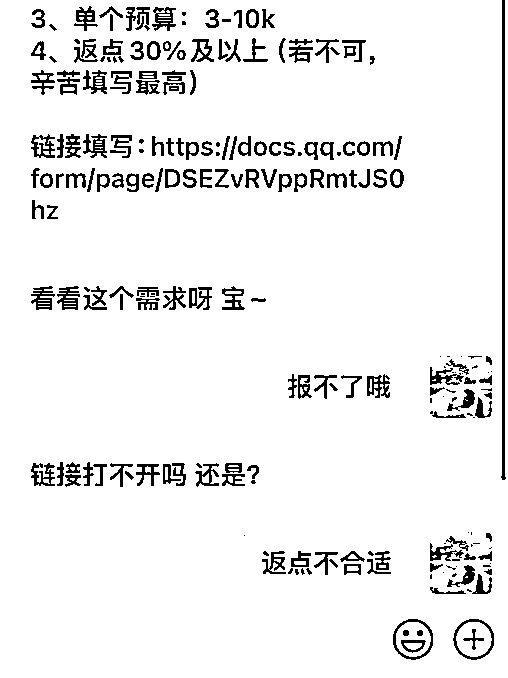 3、单个预算：3-10k
4、返点30%及以上（若不可，
辛苦填写最高）
链接填写：https://docs.qq.com/
form/page/DSEZvRVppRmtJS0
hz
看看这个需求呀 宝~
报不了哦
链接打不开吗 还是？
返点不合适